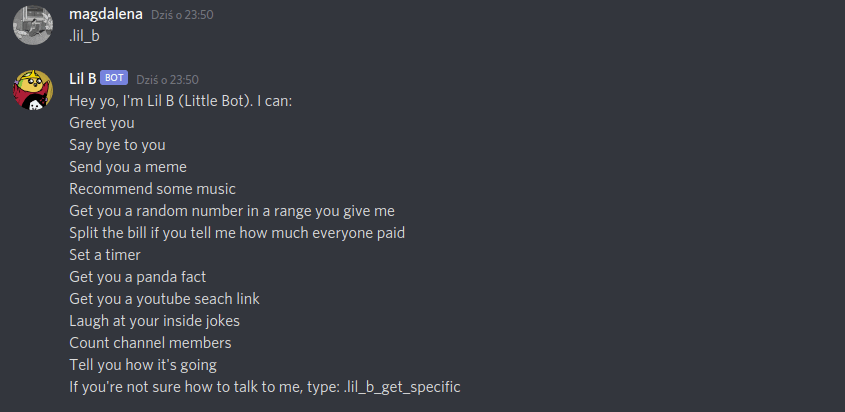 magdalena Dziś o 23:50
.lil_b
Lil B BOT Dziś o 23:50
Hey yo, I'm Lil B (Little Bot). I can:
Greet you
Say bye to you
Send you a meme
Recommend some music
Get you a random number in a range you give me
Split the bill if you tell me how much everyone paid
Set a timer
Get you a panda fact
Get you a youtube seach link
Laugh at your inside jokes
Count channel members
Tell you how it's going
If you're not sure how to talk to me, type: .lil_b_get_specific